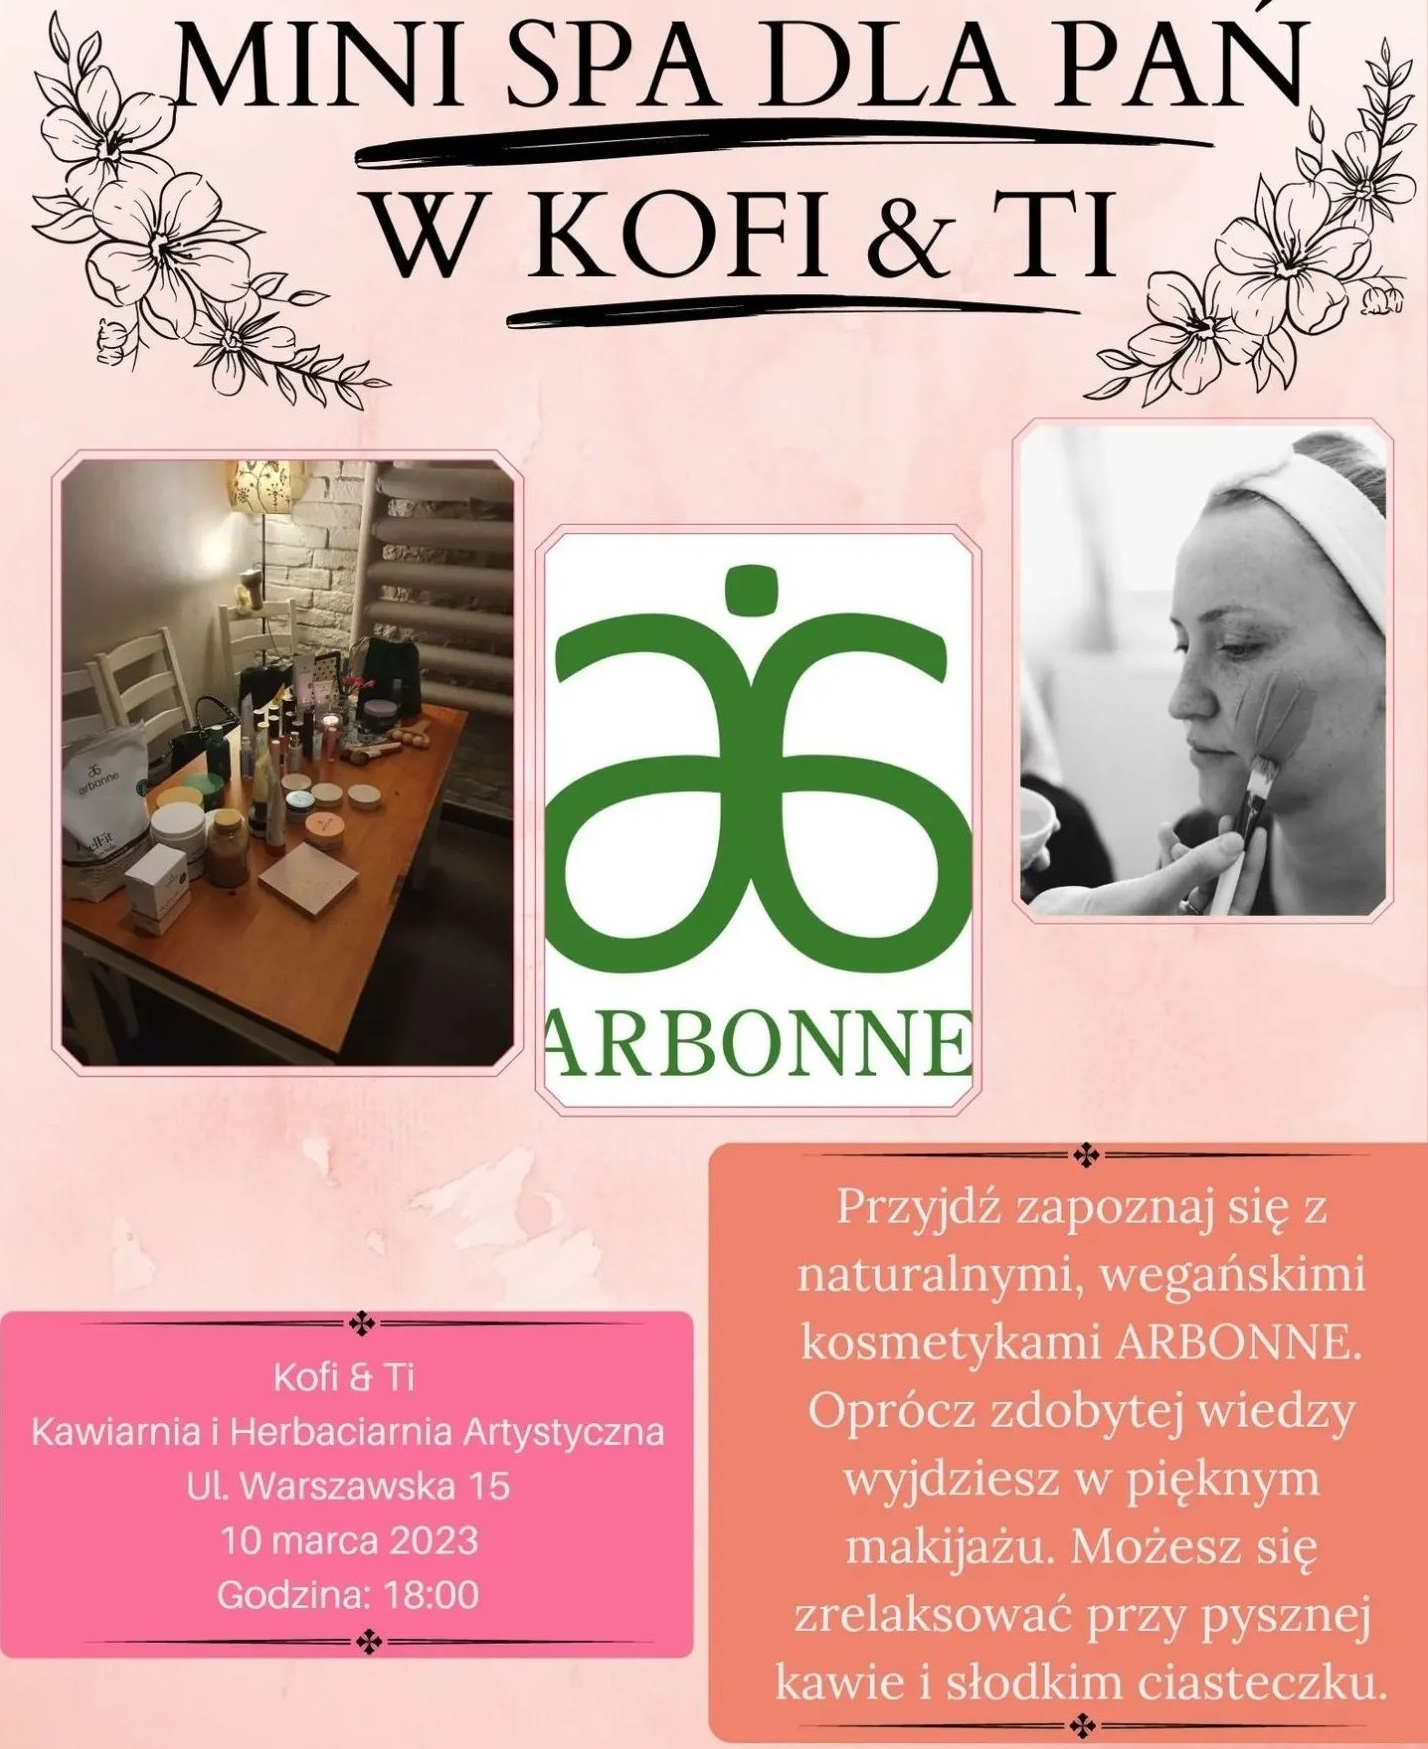 MINI SPA DLA PAŃ
W KOFI & TI
arbonne
ARBONNE
Kofi & Ti
Kawiarnia i Herbaciarnia Artystyczna
Ul. Warszawska 15
10 marca 2023
Godzina: 18:00
Przyjdź zapoznaj się z
naturalnymi, wegańskimi
kosmetykami ARBONNE.
Oprócz zdobytej wiedzy
wyjdziesz w pięknym
makijażu. Możesz się
zrelaksować przy pysznej
kawie i słodkim ciasteczku.